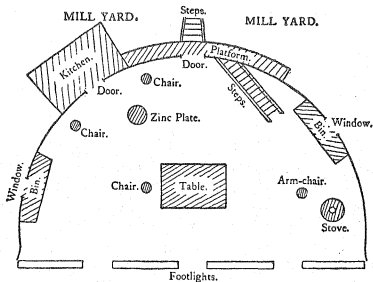 MILL YARD.
Steps.
MILL YARD.
Kitchen.
Door.
Platform.
Door.
Chair.
Steps.
Zinc Plate.
Chair.
Window.
Bin.
Window.
Bin.
Chair.
Table.
Arm-chair.
Stove.
Footlights.